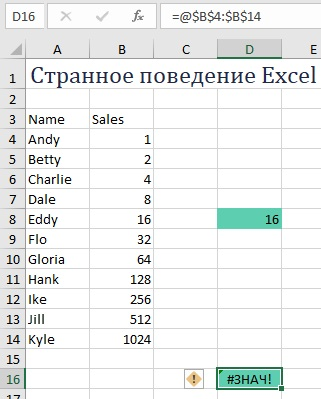 D16 fx =@$B$4:$B$14
A B C D E
1 Странное поведение Excel
2
3 Name Sales
4 Andy 1
5 Betty 2
6 Charlie 4
7 Dale 8
8 Eddy 16 16
9 Flo 32
10 Gloria 64
11 Hank 128
12 Ike 256
13 Jill 512
14 Kyle 1024
15
16 #ЗНАЧ!
17